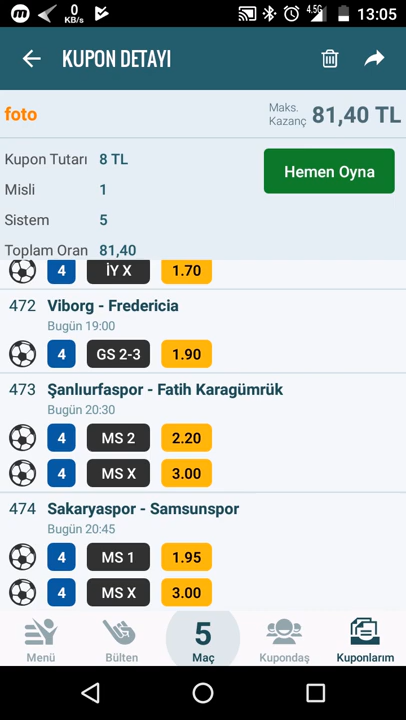 0 KB/s 4.5G 13:05
KUPON DETAYI
foto Maks. Kazanç 81,40 TL
Kupon Tutarı 8 TL
Hemen Oyna
Misli 1
Sistem 5
Toplam Oran 81,40
4 İY X 1.70
472 Viborg - Fredericia
Bugün 19:00
4 GS 2-3 1.90
473 Şanlıurfaspor - Fatih Karagümrük
Bugün 20:30
4 MS 2 2.20
4 MS X 3.00
474 Sakaryaspor - Samsunspor
Bugün 20:45
4 MS 1 1.95
4 MS X 3.00
Menü Bülten 5 Maç Kupondaş Kuponlarım